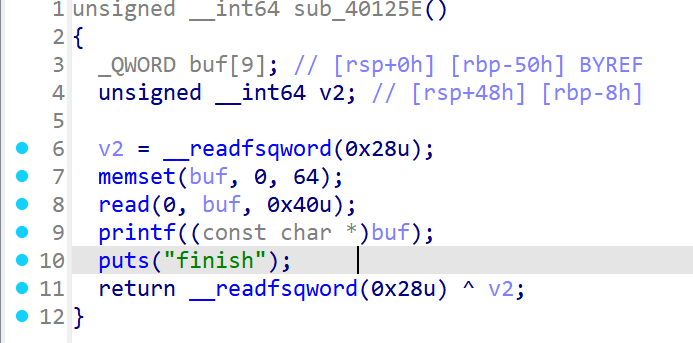 1 unsigned __int64 sub_40125E()
2 {
3 _QWORD buf[9]; // [rsp+0h] [rbp-50h] BYREF
4 unsigned __int64 v2; // [rsp+48h] [rbp-8h]
5
6 v2 = __readfsqword(0x28u);
7 memset(buf, 0, 64);
8 read(0, buf, 0x40u);
9 printf((const char *)buf);
10 puts("finish");
11 return __readfsqword(0x28u) ^ v2;
12 }